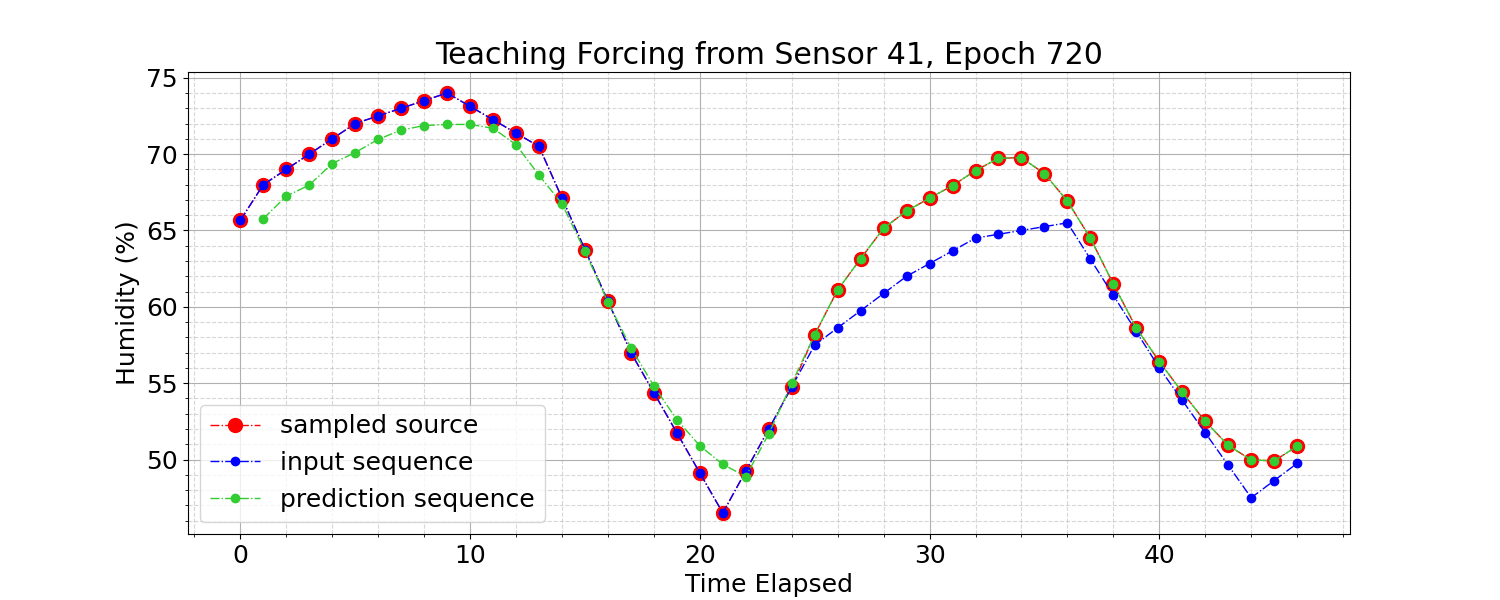 Teaching Forcing from Sensor 41, Epoch 720
75
70
65
60
55
50
Humidity (%)
sampled source
input sequence
prediction sequence
0 10 20 30 40
Time Elapsed